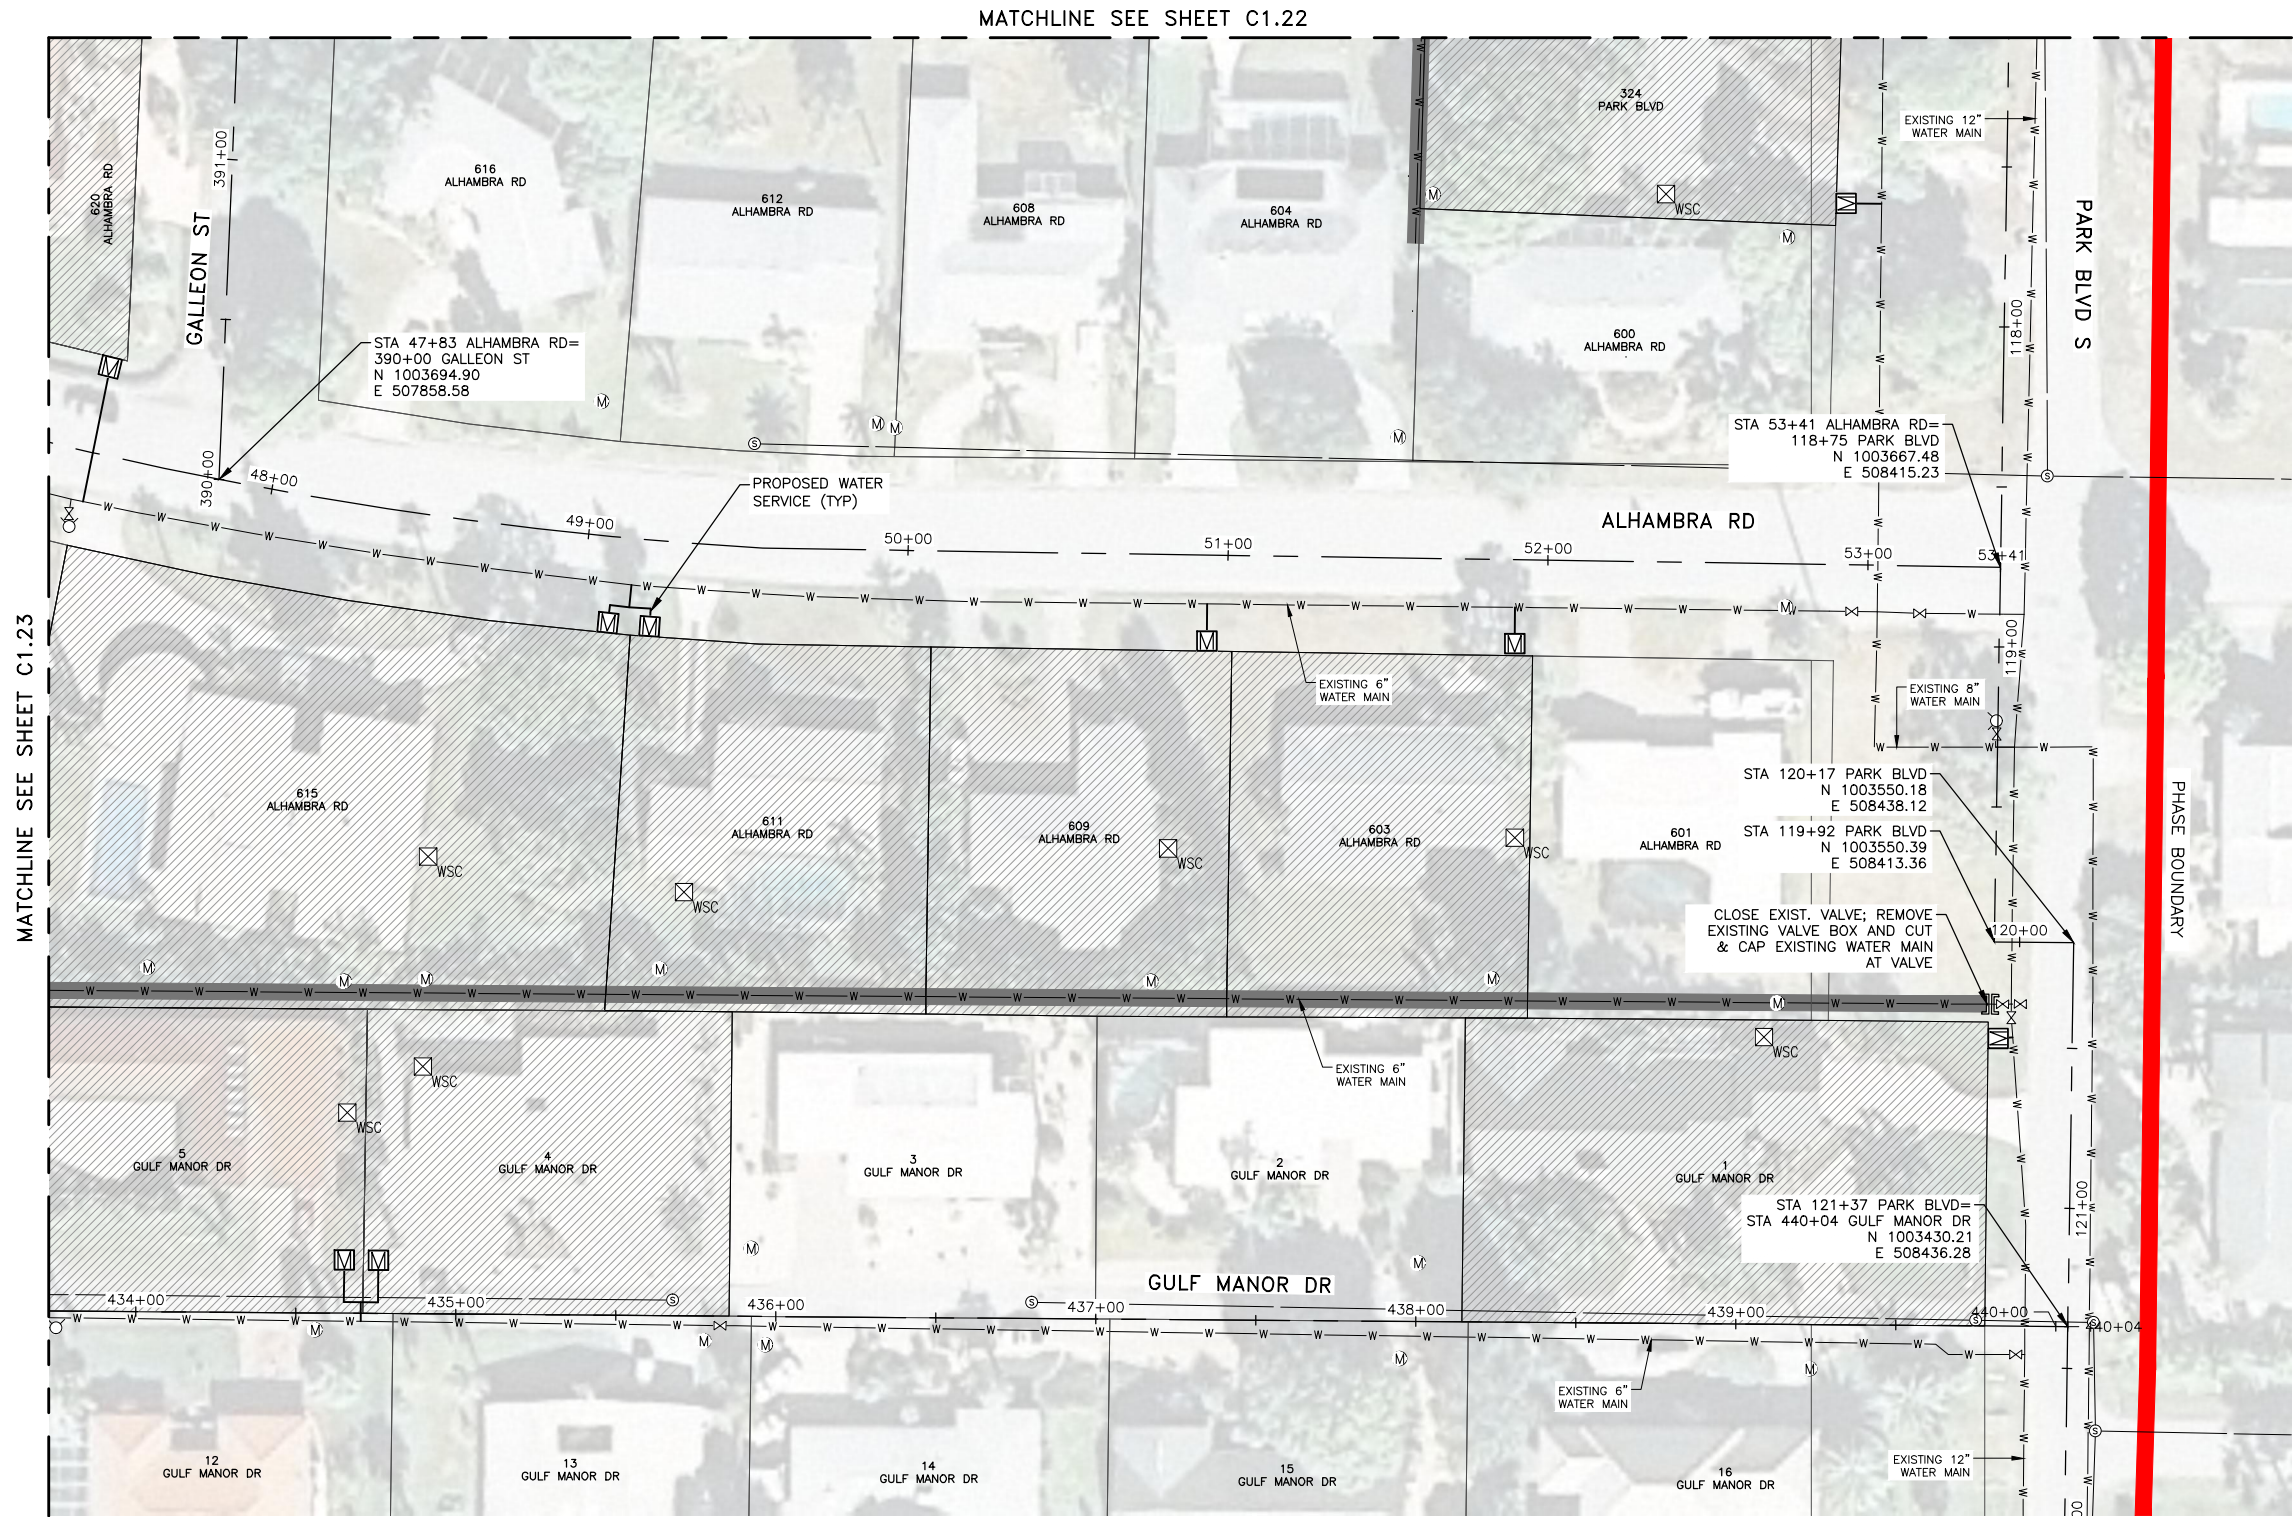 MATCHLINE SEE SHEET C1.22
324
PARK BLVD
EXISTING 12"
WATER MAIN
620
ALHAMBRA RD
391+00
GALLEON ST
616
ALHAMBRA RD
612
ALHAMBRA RD
608
ALHAMBRA RD
604
ALHAMBRA RD
WSC
PARK BLVD S
118+00
600
ALHAMBRA RD
STA 47+83 ALHAMBRA RD=
390+00 GALLEON ST
N 1003694.90
E 507858.58
STA 53+41 ALHAMBRA RD=
118+75 PARK BLVD
N 1003667.48
E 508415.23
390+00
48+00
49+00
50+00
51+00
52+00
53+00
53+41
PROPOSED WATER
SERVICE (TYP)
ALHAMBRA RD
119+00
MATCHLINE SEE SHEET C1.23
EXISTING 6"
WATER MAIN
EXISTING 8"
WATER MAIN
615
ALHAMBRA RD
WSC
611
ALHAMBRA RD
WSC
609
ALHAMBRA RD
WSC
603
ALHAMBRA RD
WSC
601
ALHAMBRA RD
STA 120+17 PARK BLVD
N 1003550.18
E 508438.12
STA 119+92 PARK BLVD
N 1003550.39
E 508413.36
PHASE BOUNDARY
CLOSE EXIST. VALVE; REMOVE
EXISTING VALVE BOX AND CUT
& CAP EXISTING WATER MAIN
AT VALVE
120+00
EXISTING 6"
WATER MAIN
WSC
WSC
WSC
5
GULF MANOR DR
4
GULF MANOR DR
3
GULF MANOR DR
2
GULF MANOR DR
1
GULF MANOR DR
121+00
STA 121+37 PARK BLVD=
STA 440+04 GULF MANOR DR
N 1003430.21
E 508436.28
GULF MANOR DR
434+00
435+00
436+00
437+00
438+00
439+00
440+00
440+04
EXISTING 6"
WATER MAIN
12
GULF MANOR DR
13
GULF MANOR DR
14
GULF MANOR DR
15
GULF MANOR DR
16
GULF MANOR DR
EXISTING 12"
WATER MAIN